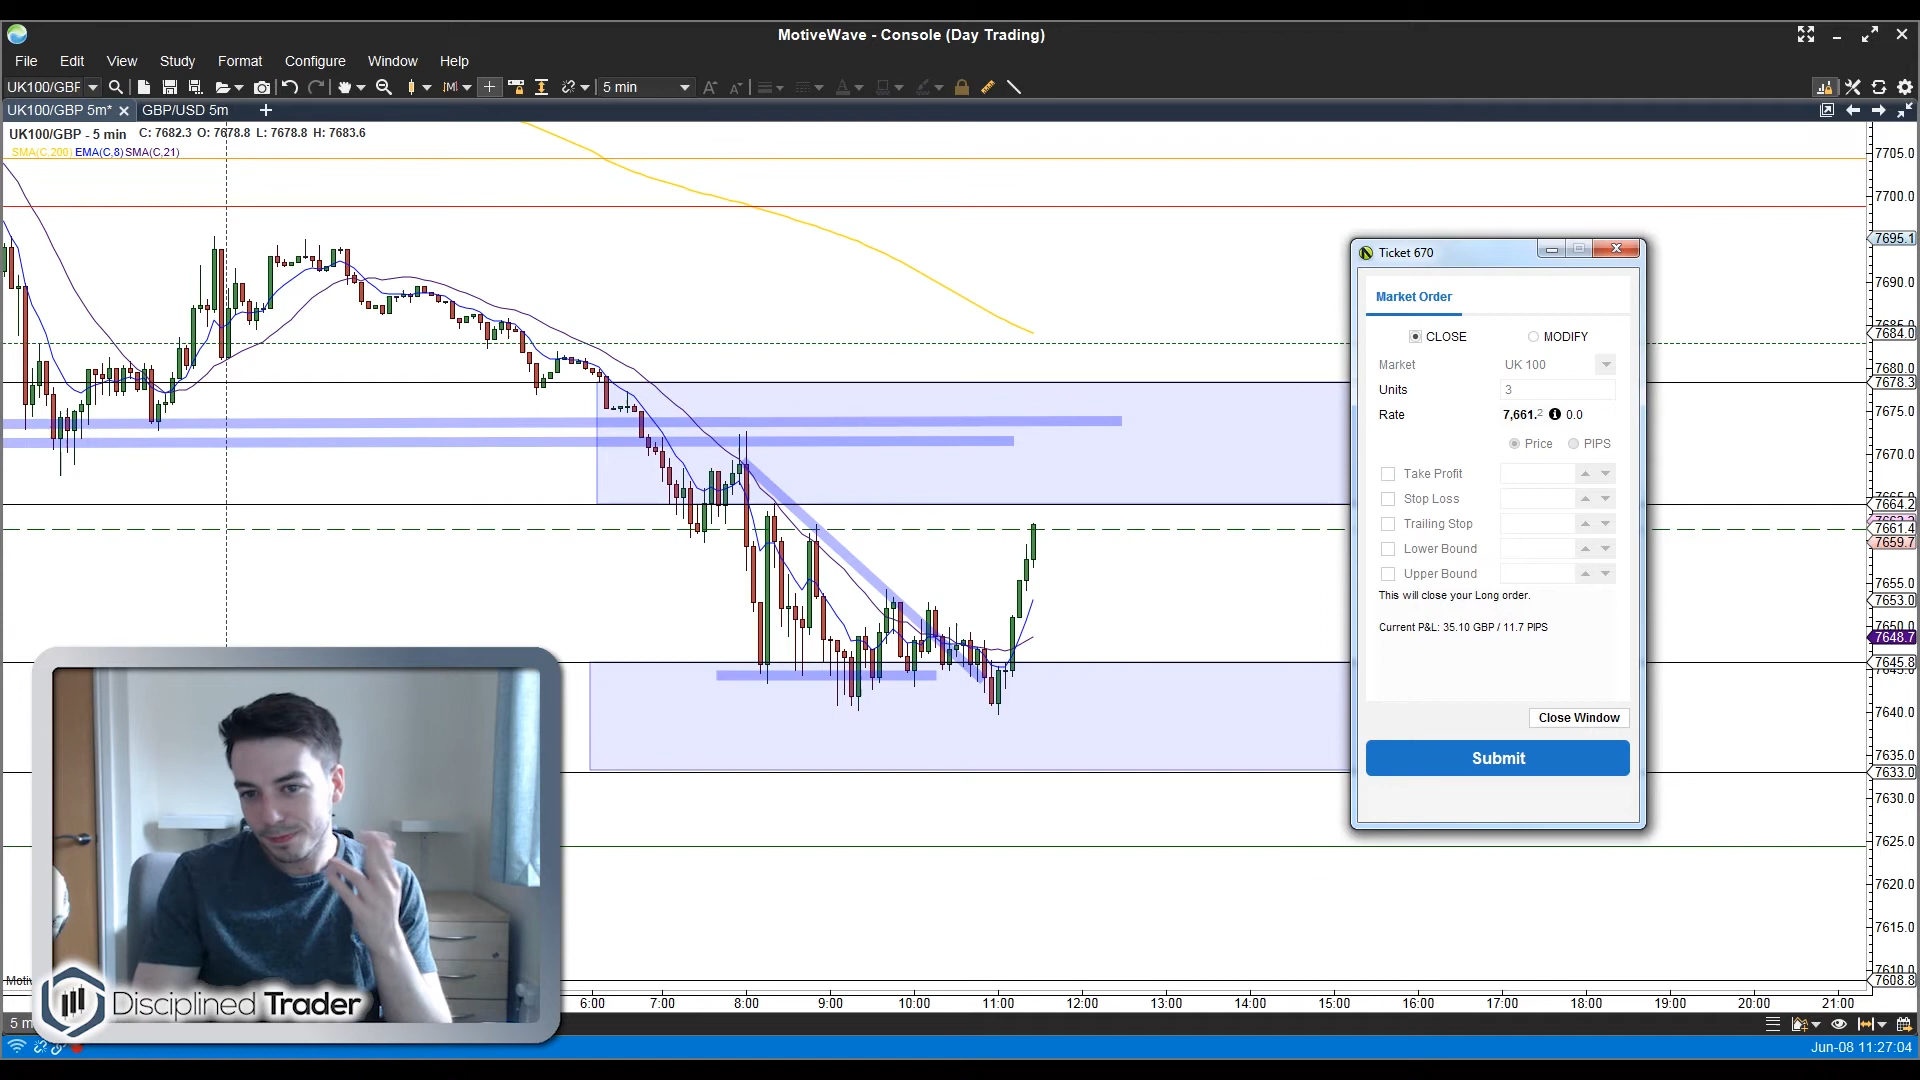 MotiveWave - Console (Day Trading)
File Edit View Study Format Configure Window Help
UK100/GBP 5 min
UK100/GBP 5m* GBP/USD 5m +
UK100/GBP - 5 min C: 7682.3 O: 7678.8 L: 7678.8 H: 7683.6
SMA(C,200) EMA(C,8) SMA(C,21)
7705.0
7700.0
7695.1
7690.0
7684.0
7680.0
7678.3
7675.0
7670.0
7664.2
7661.4
7659.7
7655.0
7653.0
7648.7
7645.8
7640.0
7635.0
7633.0
7630.0
7625.0
7620.0
7615.0
7608.8
Ticket 670
Market Order
CLOSE MODIFY
Market UK 100
Units 3
Rate 7,661.2 0.0
Price PIPS
Take Profit
Stop Loss
Trailing Stop
Lower Bound
Upper Bound
This will close your Long order.
Current P&L: 35.10 GBP / 11.7 PIPS
Close Window
Submit
Disciplined Trader
6:00 7:00 8:00 9:00 10:00 11:00 12:00 13:00 14:00 15:00 16:00 17:00 18:00 19:00 20:00 21:00
Jun-08 11:27:04